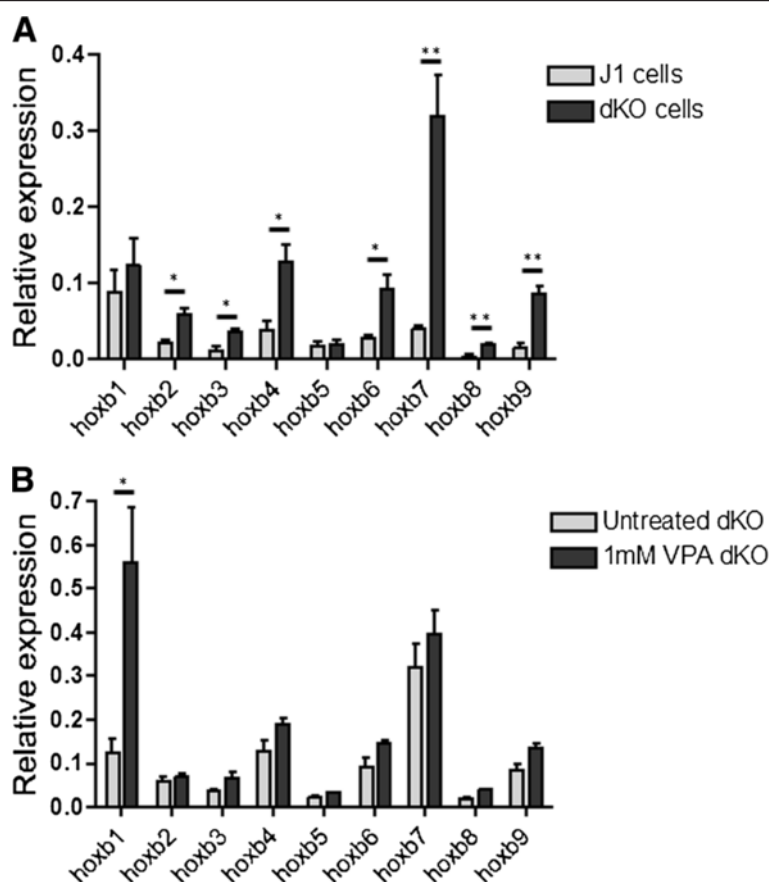 A
Relative expression
0.4
0.3
0.2
0.1
0.0
**
*
*
*
*
**
**
J1 cells
dKO cells
hoxb1
hoxb2
hoxb3
hoxb4
hoxb5
hoxb6
hoxb7
hoxb8
hoxb9
B
Relative expression
0.7
0.6
0.5
0.4
0.3
0.2
0.1
0.0
*
Untreated dKO
1mM VPA dKO
hoxb1
hoxb2
hoxb3
hoxb4
hoxb5
hoxb6
hoxb7
hoxb8
hoxb9